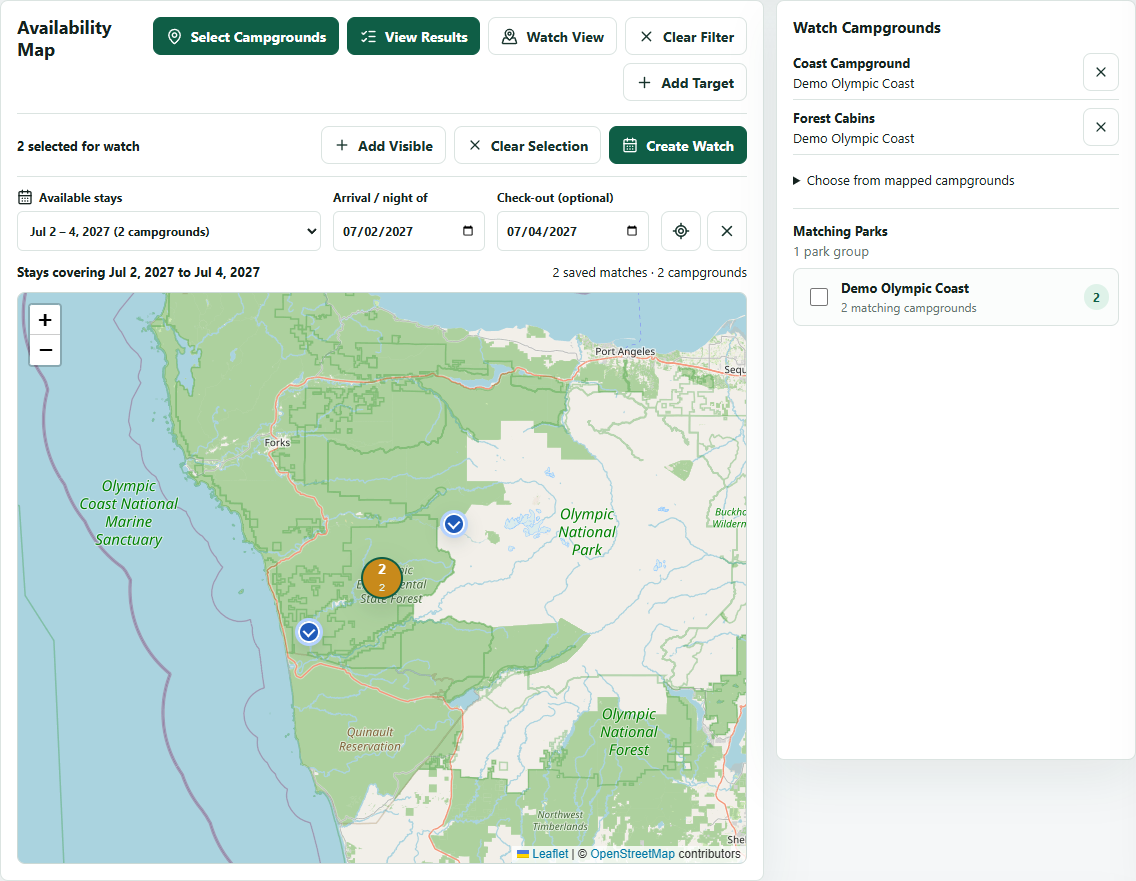 Availability
Map
Select Campgrounds
View Results
Watch View
Clear Filter
Add Target
2 selected for watch
Add Visible
Clear Selection
Create Watch
Available stays
Arrival / night of
Check-out (optional)
Jul 2 – 4, 2027 (2 campgrounds)
07/02/2027
07/04/2027
Stays covering Jul 2, 2027 to Jul 4, 2027
2 saved matches · 2 campgrounds
+
−
Port Angeles
Forks
Olympic
Coast National
Marine
Sanctuary
Olympic
National
Park
2
2
State Forest
Quinault
Reservation
Olympic
National
Forest
Northwest
Timberlands
Leaflet | © OpenStreetMap contributors
Watch Campgrounds
Coast Campground
Demo Olympic Coast
Forest Cabins
Demo Olympic Coast
Choose from mapped campgrounds
Matching Parks
1 park group
Demo Olympic Coast
2 matching campgrounds
2